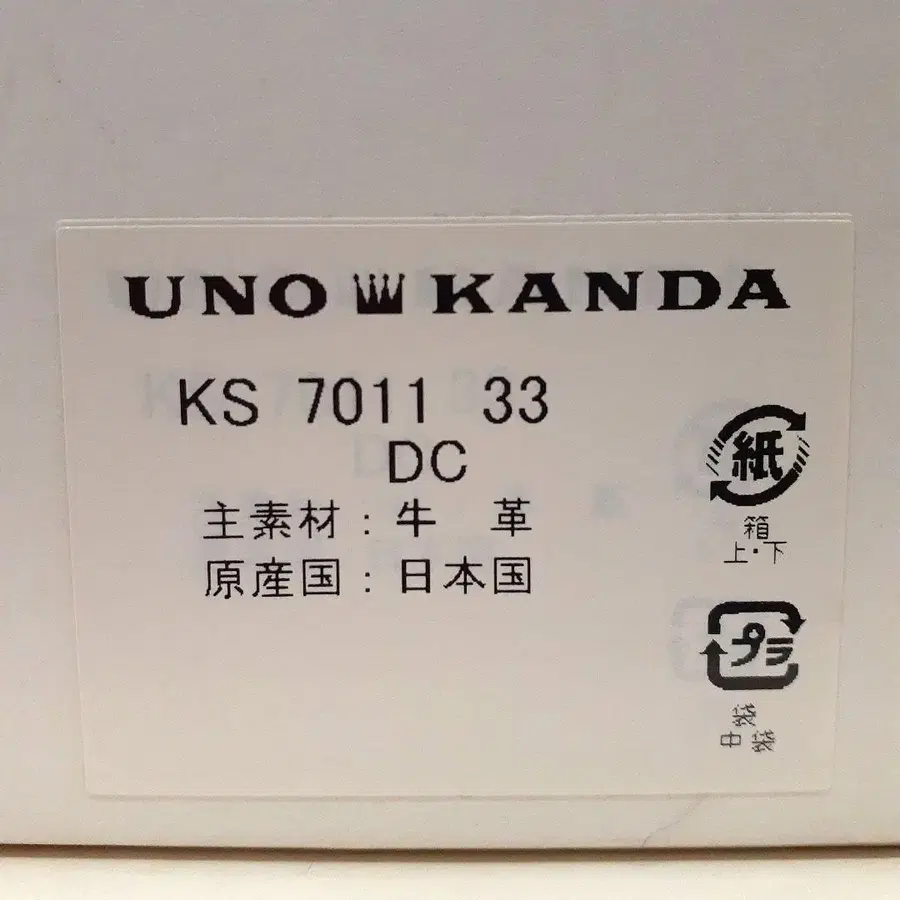 UNO KANDA
KS 7011 33
DC
主素材：牛 革
原産国：日本国
紙
箱
上・下
プラ
袋
中袋